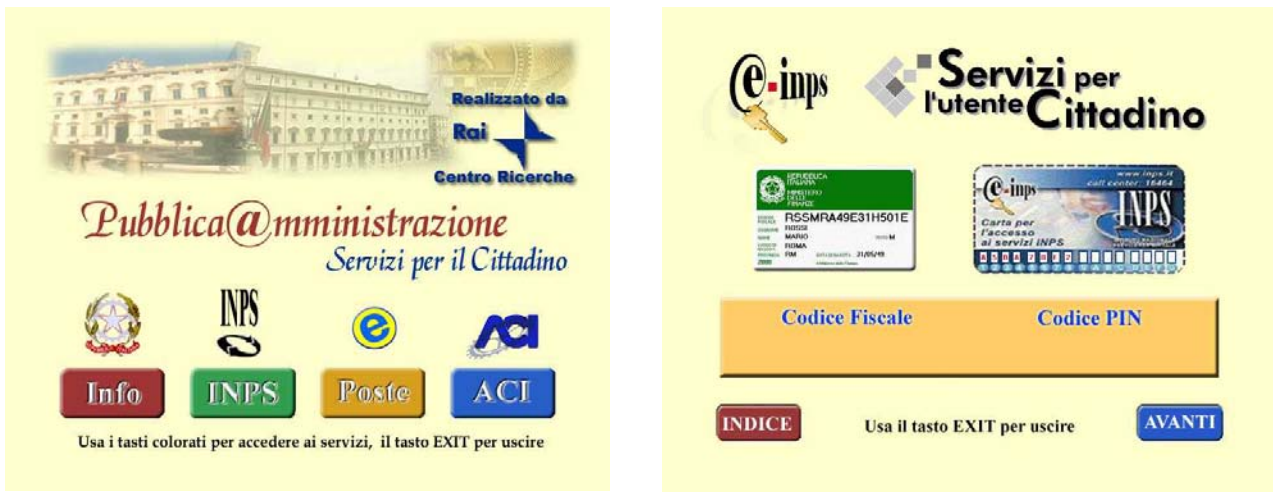 Realizzato da
Rai
Centro Ricerche
Pubblica@mministrazione
Servizi per il Cittadino
INPS
e
ACI
Info
INPS
Poste
ACI
Usa i tasti colorati per accedere ai servizi, il tasto EXIT per uscire
@-inps
Servizi per
l'utente Cittadino
REPUBBLICA
ITALIANA
MINISTERO
DELLE
FINANZE
RSSMRA49E31H501E
ROSSI
MARIO M
ROMA
RM 31/05/49
www.inps.it
call center: 16464
@-inps
INPS
Carta per
l'accesso
ai servizi INPS
Codice Fiscale
Codice PIN
INDICE
Usa il tasto EXIT per uscire
AVANTI